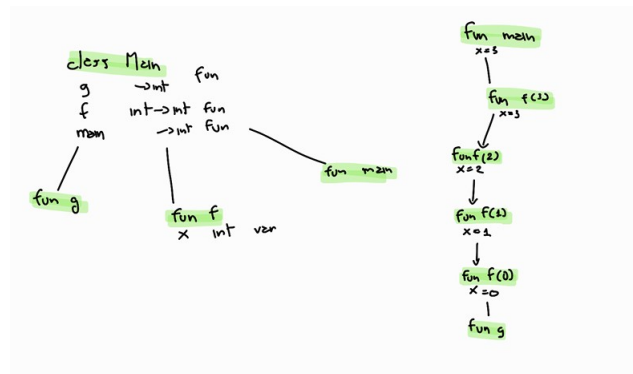 class Main
g →int fun
f int→int fun
main →int fun
fun g
fun f
x int var
fun main
fun main
x=3
fun f(3)
x=3
fun f(2)
x=2
fun f(1)
x=1
fun f(0)
x=0
fun g